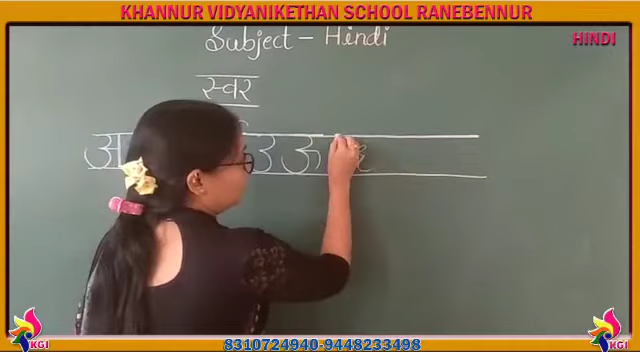 KHANNUR VIDYANIKETHAN SCHOOL RANEBENNUR
HINDI
Subject - Hindi
स्वर
अ उ ऊ
KGI KGI
8310724940-9448233498